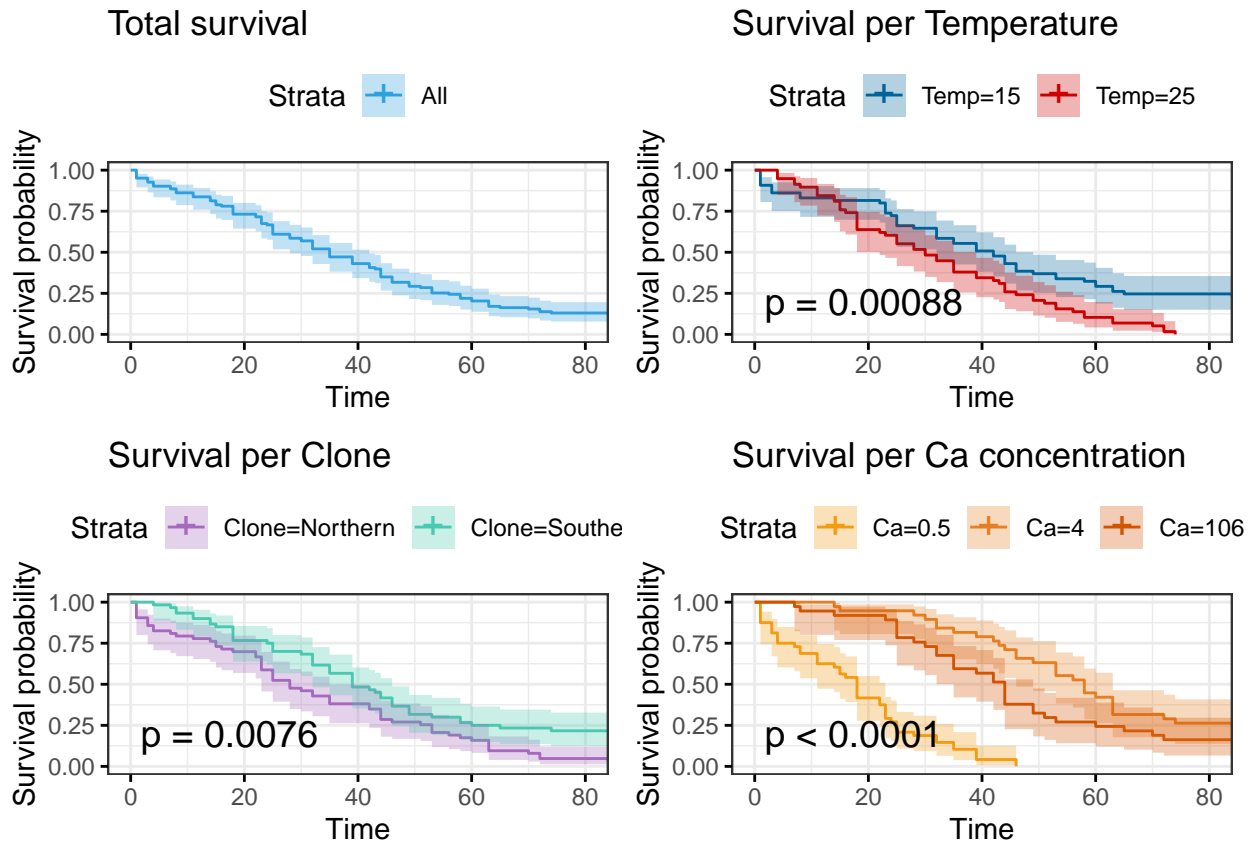 Total survival
Strata All
Survival probability
1.00
0.75
0.50
0.25
0.00
0 20 40 60 80
Time
Survival per Temperature
Strata Temp=15 Temp=25
Survival probability
1.00
0.75
0.50
0.25
0.00
p = 0.00088
0 20 40 60 80
Time
Survival per Clone
Strata Clone=Northern Clone=Southe
Survival probability
1.00
0.75
0.50
0.25
0.00
p = 0.0076
0 20 40 60 80
Time
Survival per Ca concentration
Strata Ca=0.5 Ca=4 Ca=106
Survival probability
1.00
0.75
0.50
0.25
0.00
p < 0.0001
0 20 40 60 80
Time